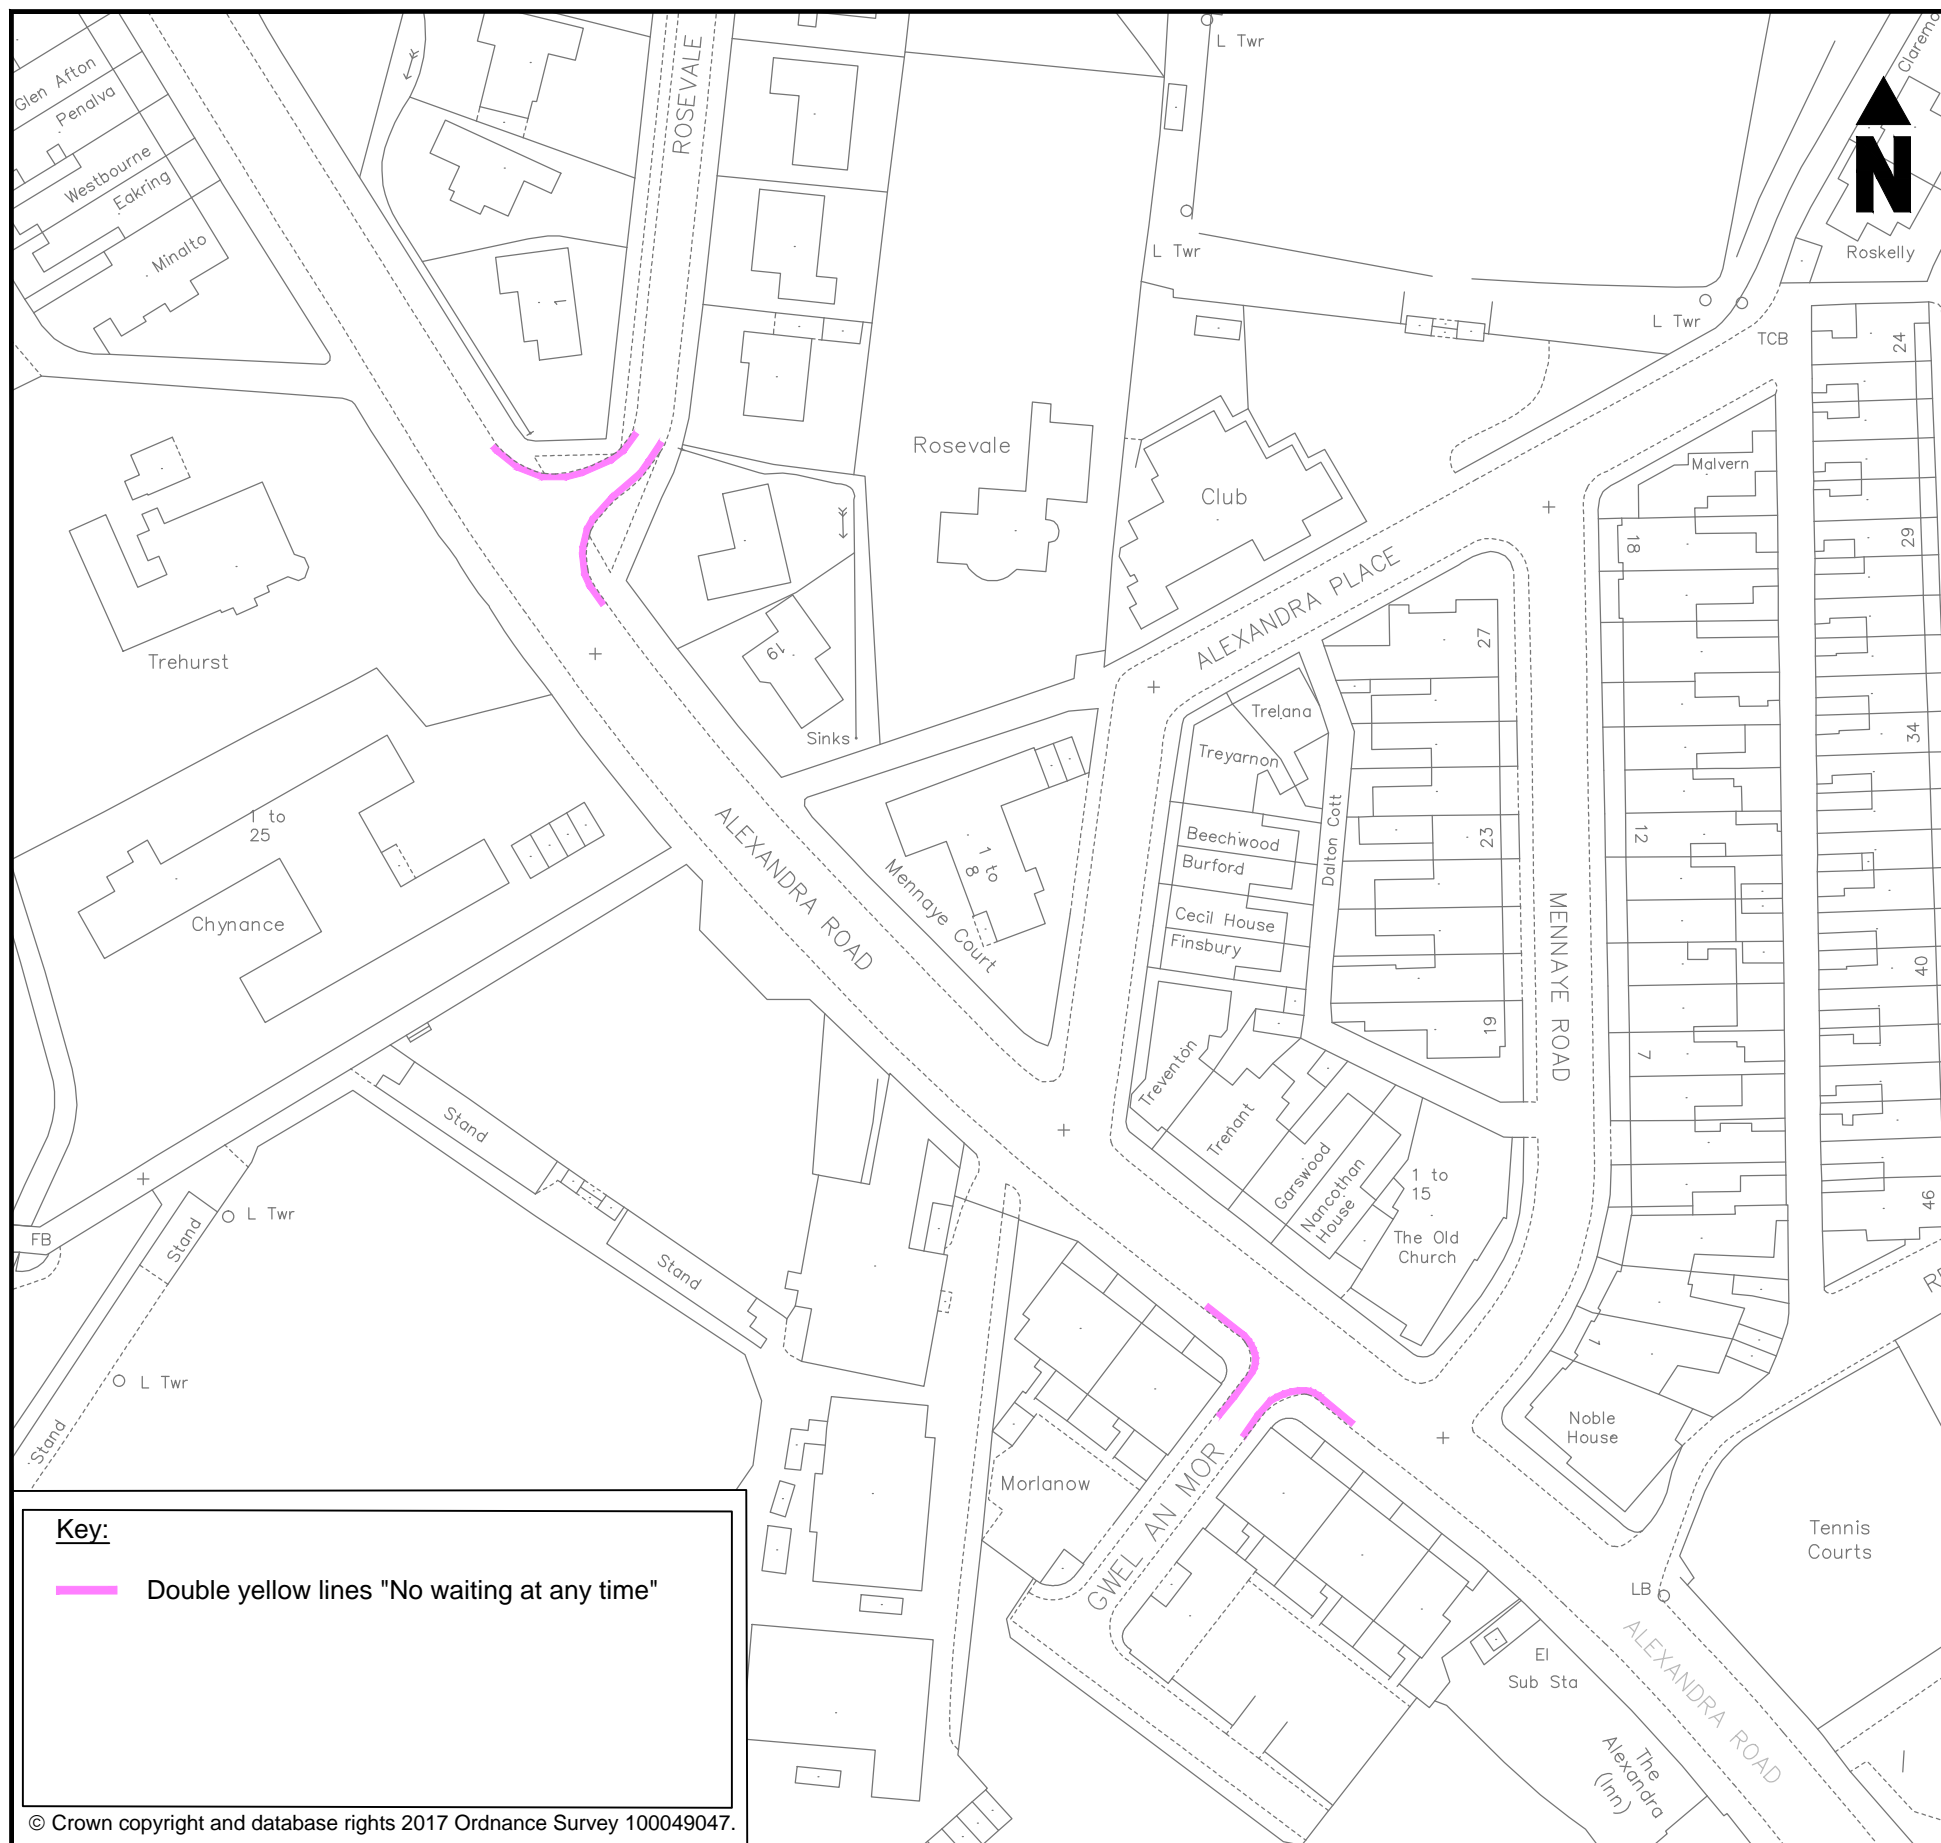 L Twr
Claremo
N
ROSEVALE
Glen Afton
Penalva
Westbourne
Eakring
Minalto
1
L Twr
Roskelly
L Twr
TCB
24
Rosevale
Club
Malvern
18
29
ALEXANDRA PLACE
Trehurst
19
Sinks
27
Trelana
Treyarnon
34
1 to
25
ALEXANDRA ROAD
Mennaye Court
1 to
8
Beechwood
Burford
Dalton Cott
23
12
Chynance
Cecil House
Finsbury
MENNAYE ROAD
40
19
7
Treventon
Trenant
Stand
Garswood
Nancothan
House
1 to
15
46
The Old
Church
FB
Stand
L Twr
Stand
RE
1
L Twr
Stand
Noble
House
Morlanow
GWEL AN MOR
Tennis
Courts
LB
El
Sub Sta
ALEXANDRA ROAD
The
Alexandra
(Inn)
Key:
Double yellow lines "No waiting at any time"
© Crown copyright and database rights 2017 Ordnance Survey 100049047.